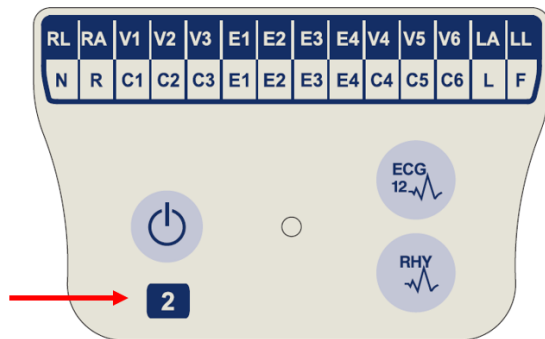 RL RA V1 V2 V3 E1 E2 E3 E4 V4 V5 V6 LA LL
N R C1 C2 C3 E1 E2 E3 E4 C4 C5 C6 L F
ECG
12
RHY
2